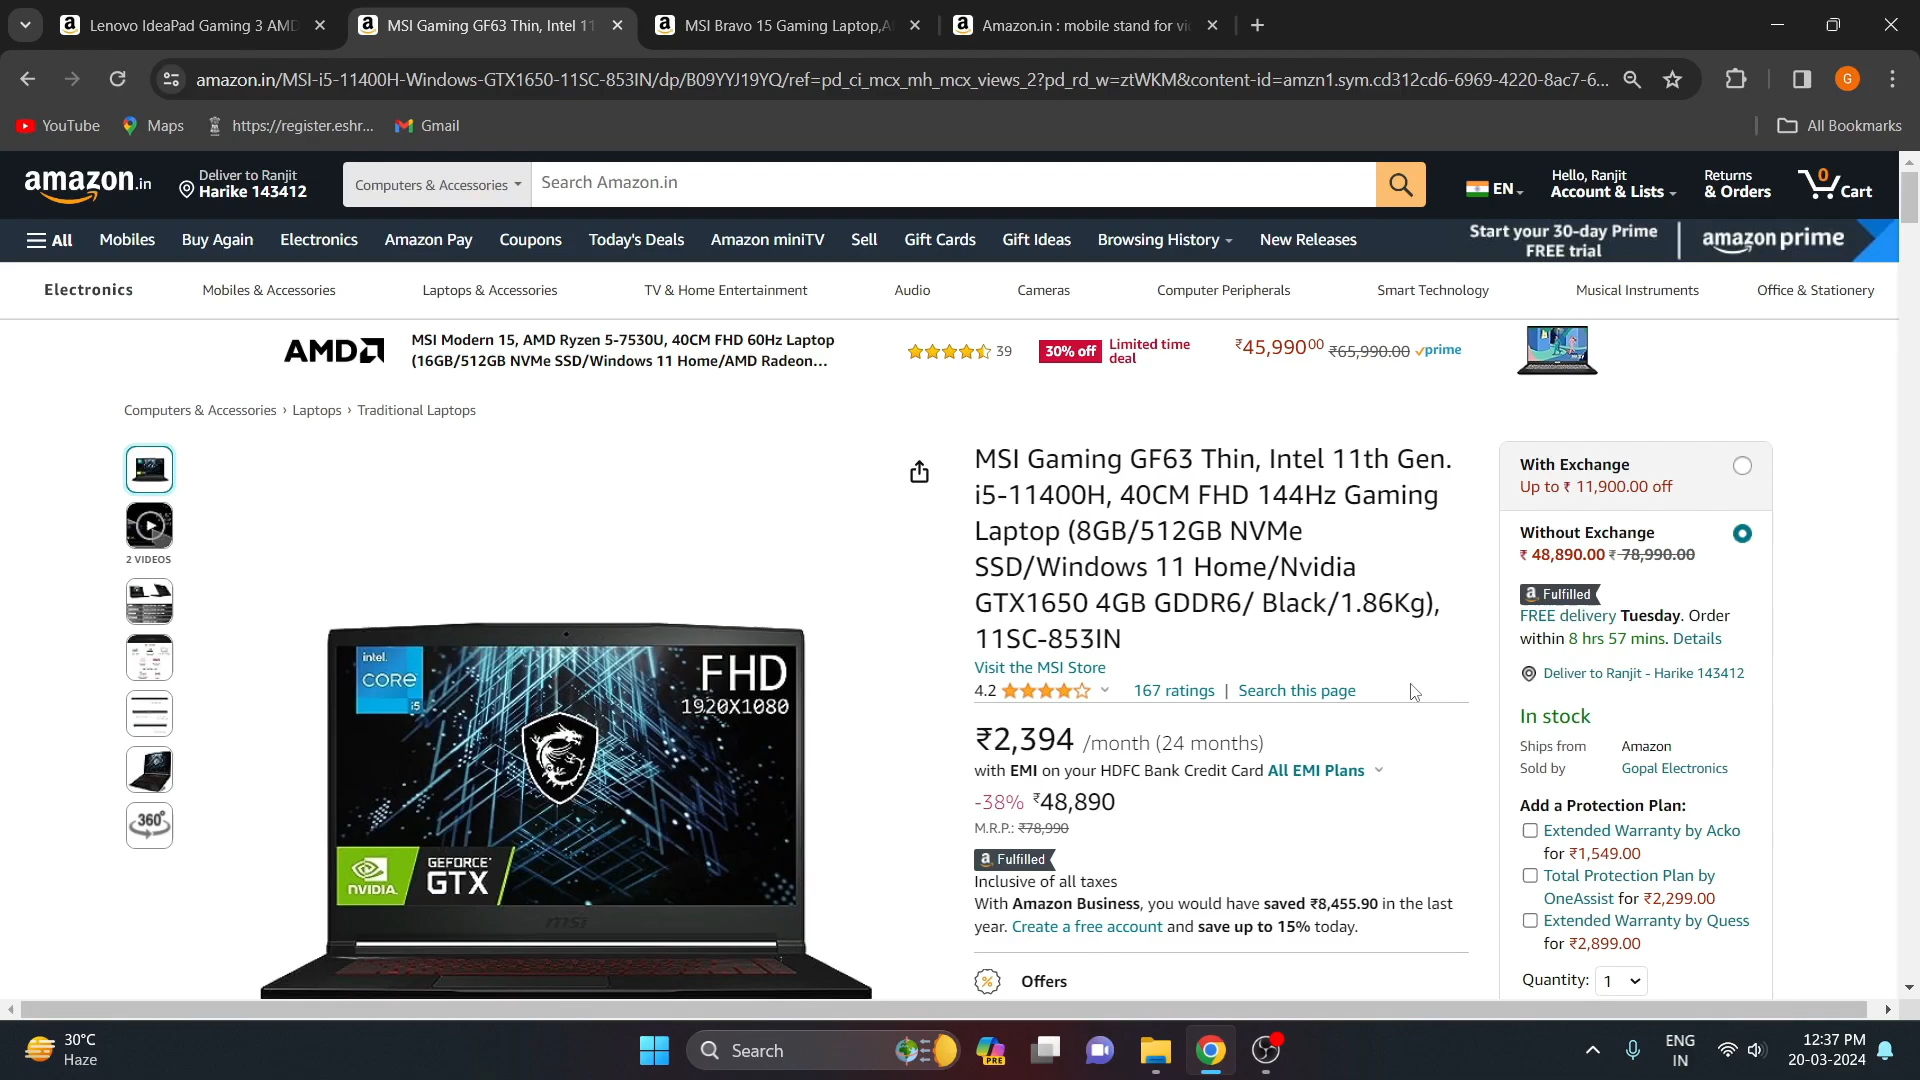 Lenovo IdeaPad Gaming 3 AMD
MSI Gaming GF63 Thin, Intel 11
MSI Bravo 15 Gaming Laptop,A
Amazon.in : mobile stand for vi
amazon.in/MSI-i5-11400H-Windows-GTX1650-11SC-853IN/dp/B09YYJ19YQ/ref=pd_ci_mcx_mh_mcx_views_2?pd_rd_w=ztWKM&content-id=amzn1.sym.cd312cd6-6969-4220-8ac7-6...
G
YouTube
Maps
https://register.eshr...
Gmail
All Bookmarks
amazon.in
Deliver to Ranjit
Harike 143412
Computers & Accessories
Search Amazon.in
EN
Hello, Ranjit
Account & Lists
Returns
& Orders
0
Cart
All
Mobiles
Buy Again
Electronics
Amazon Pay
Coupons
Today's Deals
Amazon miniTV
Sell
Gift Cards
Gift Ideas
Browsing History
New Releases
Start your 30-day Prime
FREE trial
amazon prime
Electronics
Mobiles & Accessories
Laptops & Accessories
TV & Home Entertainment
Audio
Cameras
Computer Peripherals
Smart Technology
Musical Instruments
Office & Stationery
AMD
MSI Modern 15, AMD Ryzen 5-7530U, 40CM FHD 60Hz Laptop
(16GB/512GB NVMe SSD/Windows 11 Home/AMD Radeon...
39
30% off
Limited time
deal
₹45,990.00 ₹65,990.00 prime
Computers & Accessories › Laptops › Traditional Laptops
2 VIDEOS
360°
intel.
CORE
i5
FHD
1920X1080
NVIDIA.
GEFORCE
GTX
msi
MSI Gaming GF63 Thin, Intel 11th Gen.
i5-11400H, 40CM FHD 144Hz Gaming
Laptop (8GB/512GB NVMe
SSD/Windows 11 Home/Nvidia
GTX1650 4GB GDDR6/ Black/1.86Kg),
11SC-853IN
Visit the MSI Store
4.2
167 ratings | Search this page
₹2,394 /month (24 months)
with EMI on your HDFC Bank Credit Card All EMI Plans
-38% ₹48,890
M.R.P.: ₹78,990
a Fulfilled
Inclusive of all taxes
With Amazon Business, you would have saved ₹8,455.90 in the last
year. Create a free account and save up to 15% today.
% Offers
With Exchange
Up to ₹ 11,900.00 off
Without Exchange
₹ 48,890.00 ₹ 78,990.00
a Fulfilled
FREE delivery Tuesday. Order
within 8 hrs 57 mins. Details
Deliver to Ranjit - Harike 143412
In stock
Ships from Amazon
Sold by Gopal Electronics
Add a Protection Plan:
Extended Warranty by Acko
for ₹1,549.00
Total Protection Plan by
OneAssist for ₹2,299.00
Extended Warranty by Quess
for ₹2,899.00
Quantity: 1
30°C
Haze
Search
PRE
ENG
IN
12:37 PM
20-03-2024